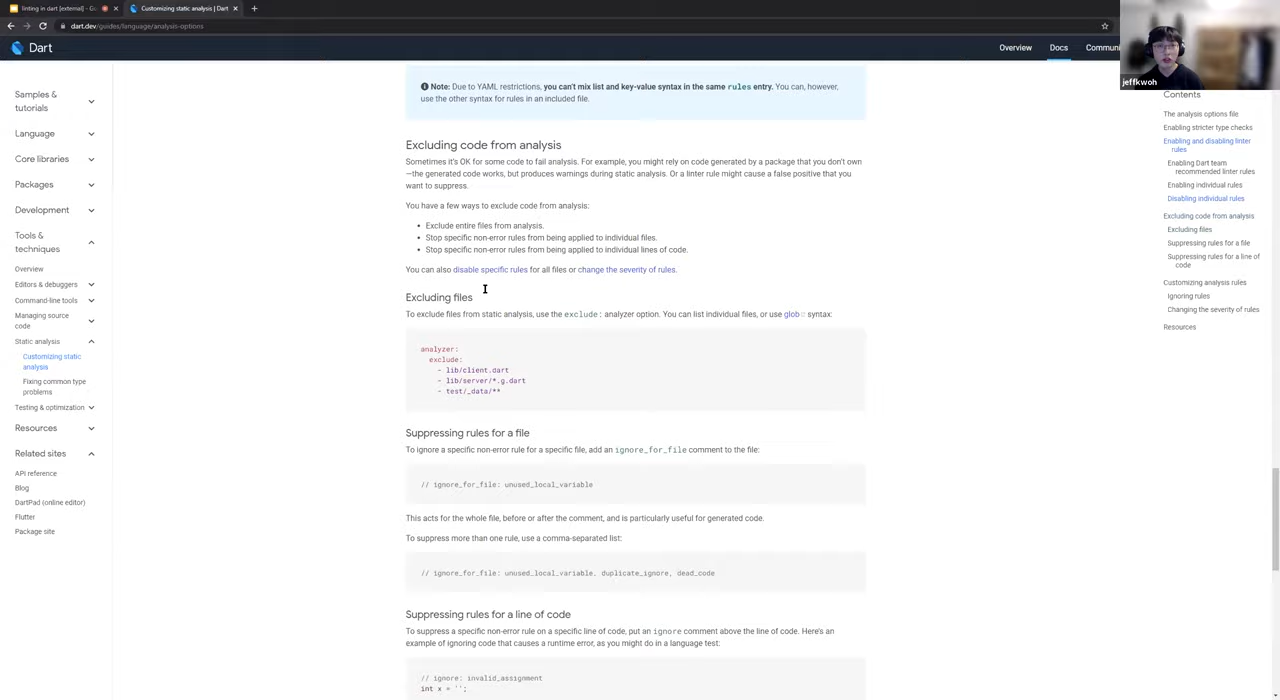 linting in dart [external] - Go
Customizing static analysis | Dart
dart.dev/guides/language/analysis-options
Dart
Overview
Docs
Commun
jeffkwoh
Samples &
tutorials
Language
Core libraries
Packages
Development
Tools &
techniques
Overview
Editors & debuggers
Command-line tools
Managing source
code
Static analysis
Customizing static
analysis
Fixing common type
problems
Testing & optimization
Resources
Related sites
API reference
Blog
DartPad (online editor)
Flutter
Package site
Note: Due to YAML restrictions, you can't mix list and key-value syntax in the same rules entry. You can, however,
use the other syntax for rules in an included file.
Excluding code from analysis
Sometimes it's OK for some code to fail analysis. For example, you might rely on code generated by a package that you don't own
—the generated code works, but produces warnings during static analysis. Or a linter rule might cause a false positive that you
want to suppress.
You have a few ways to exclude code from analysis:
• Exclude entire files from analysis.
• Stop specific non-error rules from being applied to individual files.
• Stop specific non-error rules from being applied to individual lines of code.
You can also disable specific rules for all files or change the severity of rules.
Excluding files
To exclude files from static analysis, use the exclude: analyzer option. You can list individual files, or use glob syntax:
analyzer:
exclude:
- lib/client.dart
- lib/server/*.g.dart
- test/_data/**
Suppressing rules for a file
To ignore a specific non-error rule for a specific file, add an ignore_for_file comment to the file:
// ignore_for_file: unused_local_variable
This acts for the whole file, before or after the comment, and is particularly useful for generated code.
To suppress more than one rule, use a comma-separated list:
// ignore_for_file: unused_local_variable, duplicate_ignore, dead_code
Suppressing rules for a line of code
To suppress a specific non-error rule on a specific line of code, put an ignore comment above the line of code. Here's an
example of ignoring code that causes a runtime error, as you might do in a language test:
// ignore: invalid_assignment
int x = '';
Contents
The analysis options file
Enabling stricter type checks
Enabling and disabling linter
rules
Enabling Dart team
recommended linter rules
Enabling individual rules
Disabling individual rules
Excluding code from analysis
Excluding files
Suppressing rules for a file
Suppressing rules for a line of
code
Customizing analysis rules
Ignoring rules
Changing the severity of rules
Resources